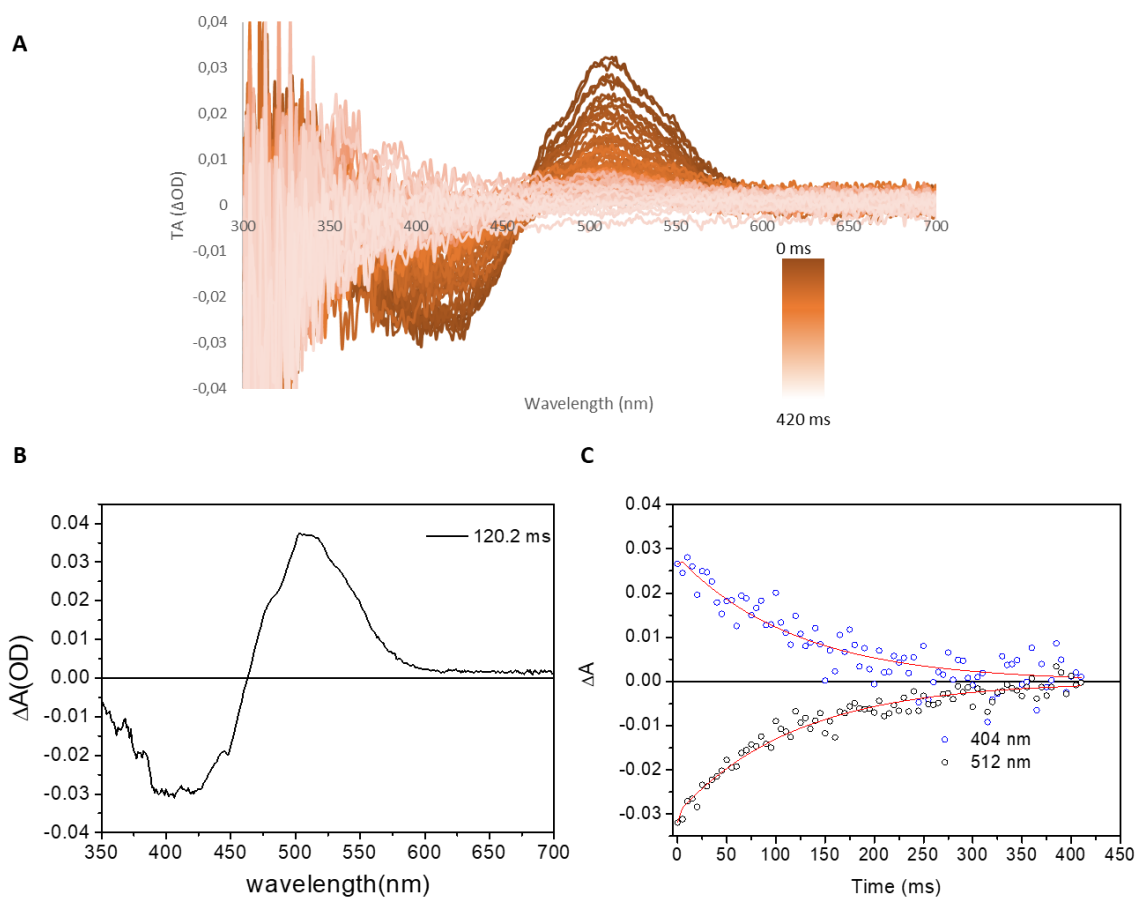 A
0,04
0,03
0,02
0,01
0
-0,01
-0,02
-0,03
-0,04
TA (ΔOD)
300 350 400 450 500 550 600 650 700
Wavelength (nm)
0 ms
420 ms
B
0.04
0.03
0.02
0.01
0.00
-0.01
-0.02
-0.03
-0.04
ΔA(OD)
120.2 ms
350 400 450 500 550 600 650 700
wavelength(nm)
C
0.04
0.03
0.02
0.01
0.00
-0.01
-0.02
-0.03
ΔA
404 nm
512 nm
0 50 100 150 200 250 300 350 400 450
Time (ms)